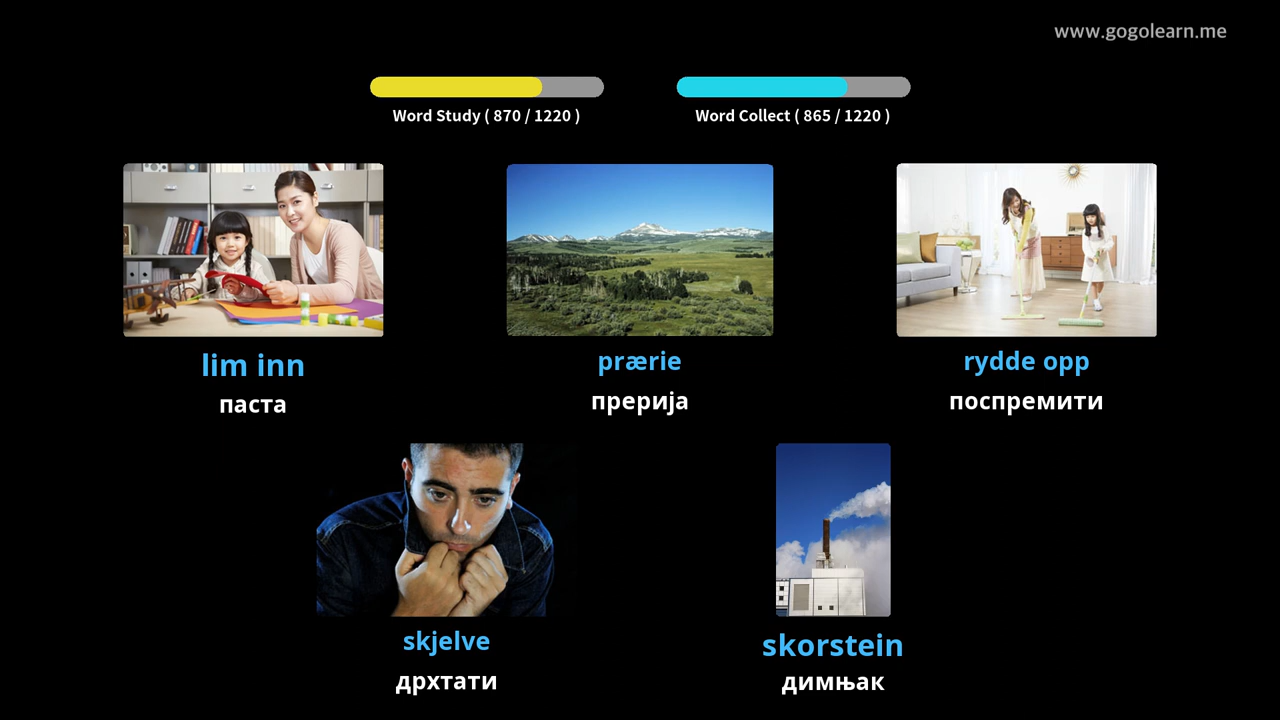 www.gogolearn.me
Word Study ( 870 / 1220 )
Word Collect ( 865 / 1220 )
lim inn
паста
prærie
прерија
rydde opp
поспремити
skjelve
дрхтати
skorstein
димњак